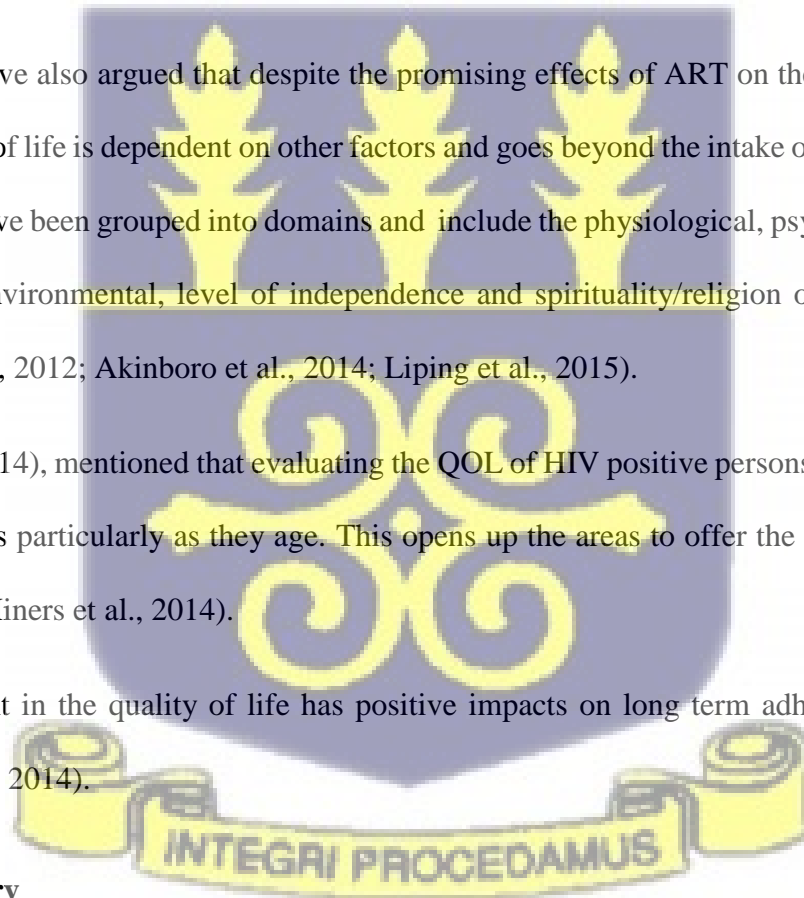 ve also argued that despite the promising effects of ART on the
of life is dependent on other factors and goes beyond the intake o
ve been grouped into domains and include the physiological, psy
nvironmental, level of independence and spirituality/religion o
, 2012; Akinboro et al., 2014; Liping et al., 2015).
14), mentioned that evaluating the QOL of HIV positive persons
s particularly as they age. This opens up the areas to offer the
Kiners et al., 2014).
t in the quality of life has positive impacts on long term adh
2014).
INTEGRI PROCEDAMUS
ry